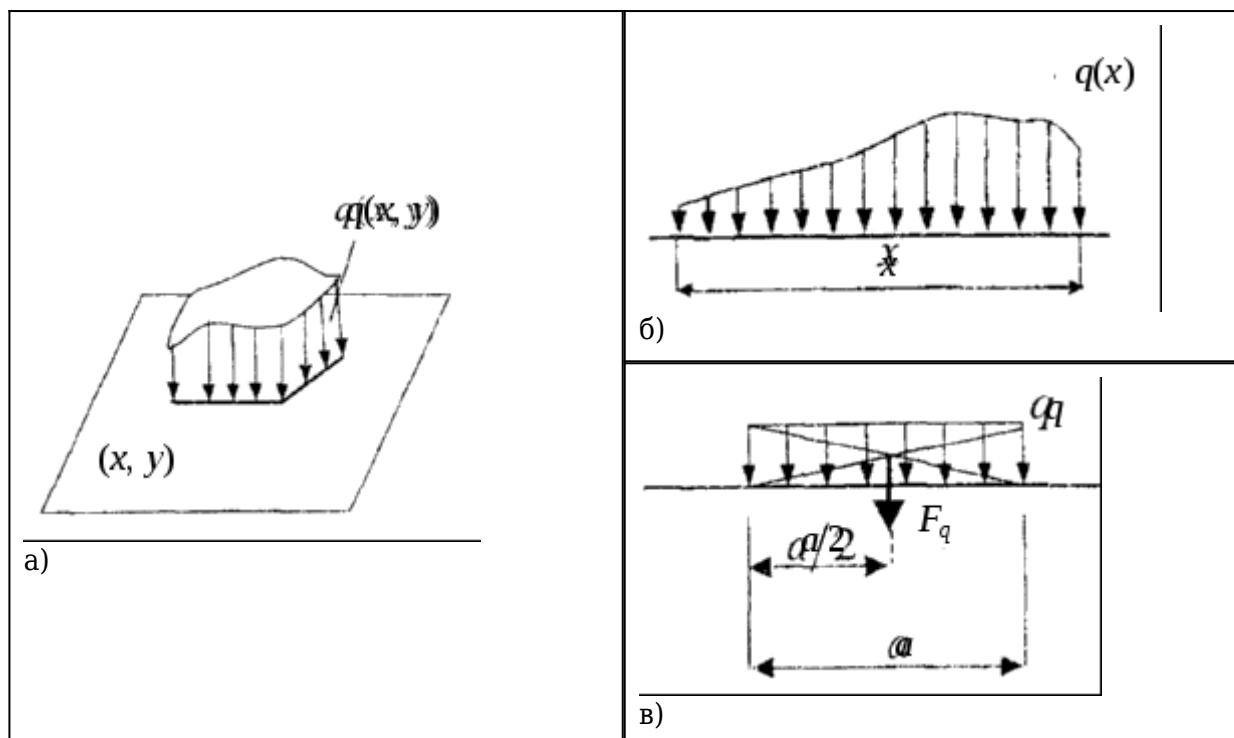 q(x, y)
(x, y)
а)
q(x)
x
б)
q
F_q
a/2
a
в)